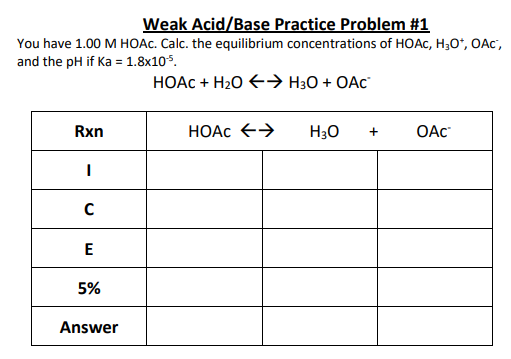 Weak Acid/Base Practice Problem #1
You have 1.00 M HOAc. Calc. the equilibrium concentrations of HOAc, H₃O⁺, OAc⁻,
and the pH if Ka = 1.8x10⁻⁵.
HOAc + H₂O ←→ H₃O + OAc⁻
Rxn HOAc ←→ H₃O + OAc⁻
I
C
E
5%
Answer